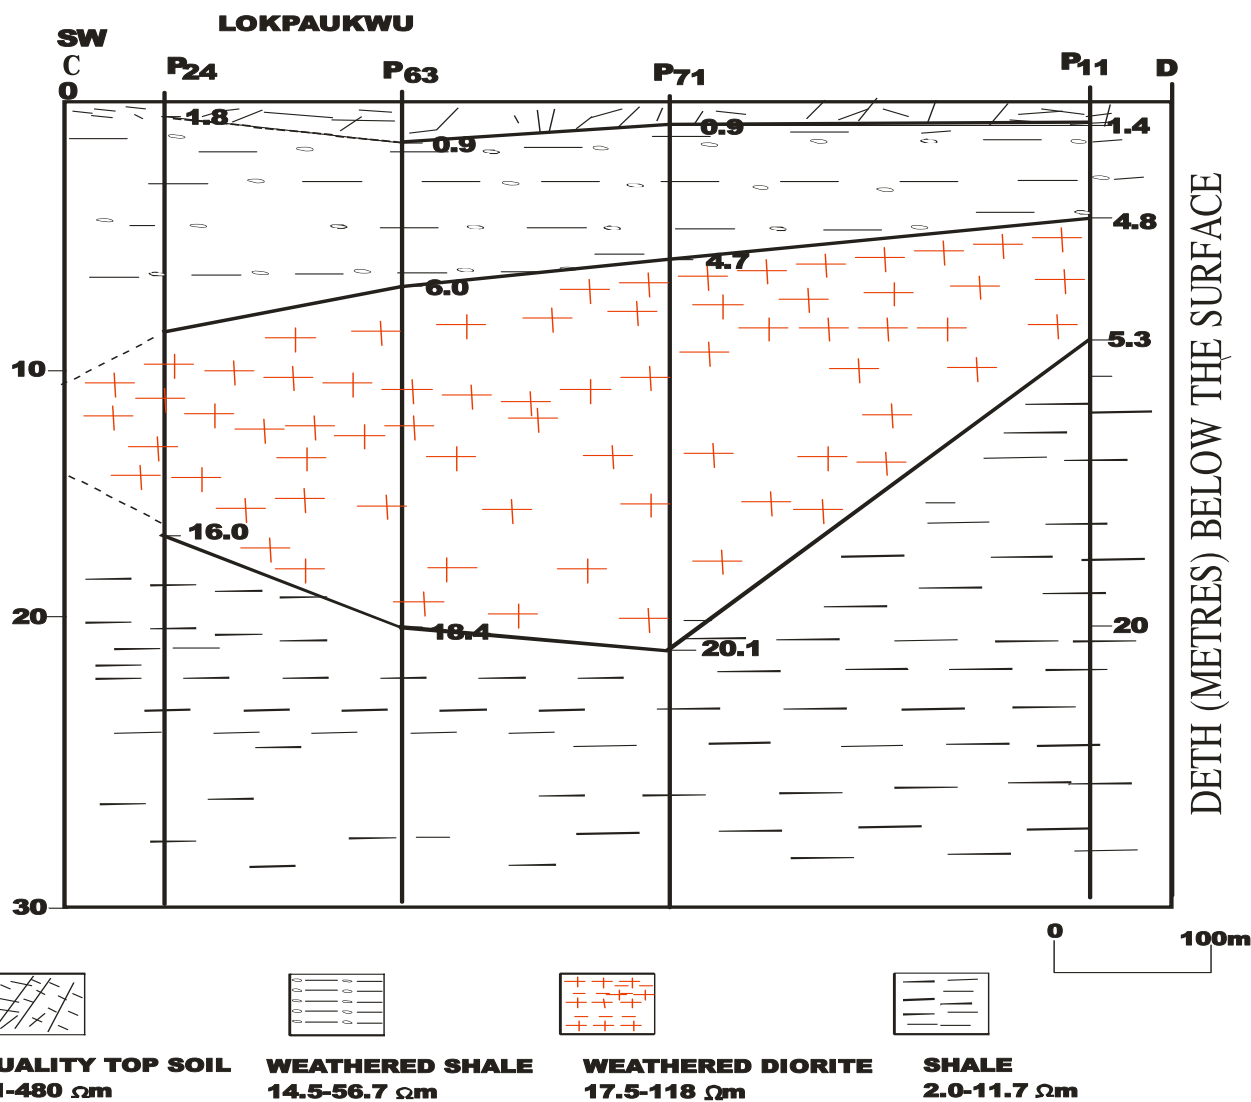 LOKPAUKWU
SW
C
P24
P63
P71
P11
D
0
1.8
0.9
0.9
1.4
4.8
4.7
6.0
5.3
10
16.0
18.4
20.1
20
20
30
DETH (METRES) BELOW THE SURFACE
0
100m
UALITY TOP SOIL
WEATHERED SHALE
WEATHERED DIORITE
SHALE
-480 Ωm
14.5-56.7 Ωm
17.5-118 Ωm
2.0-11.7 Ωm